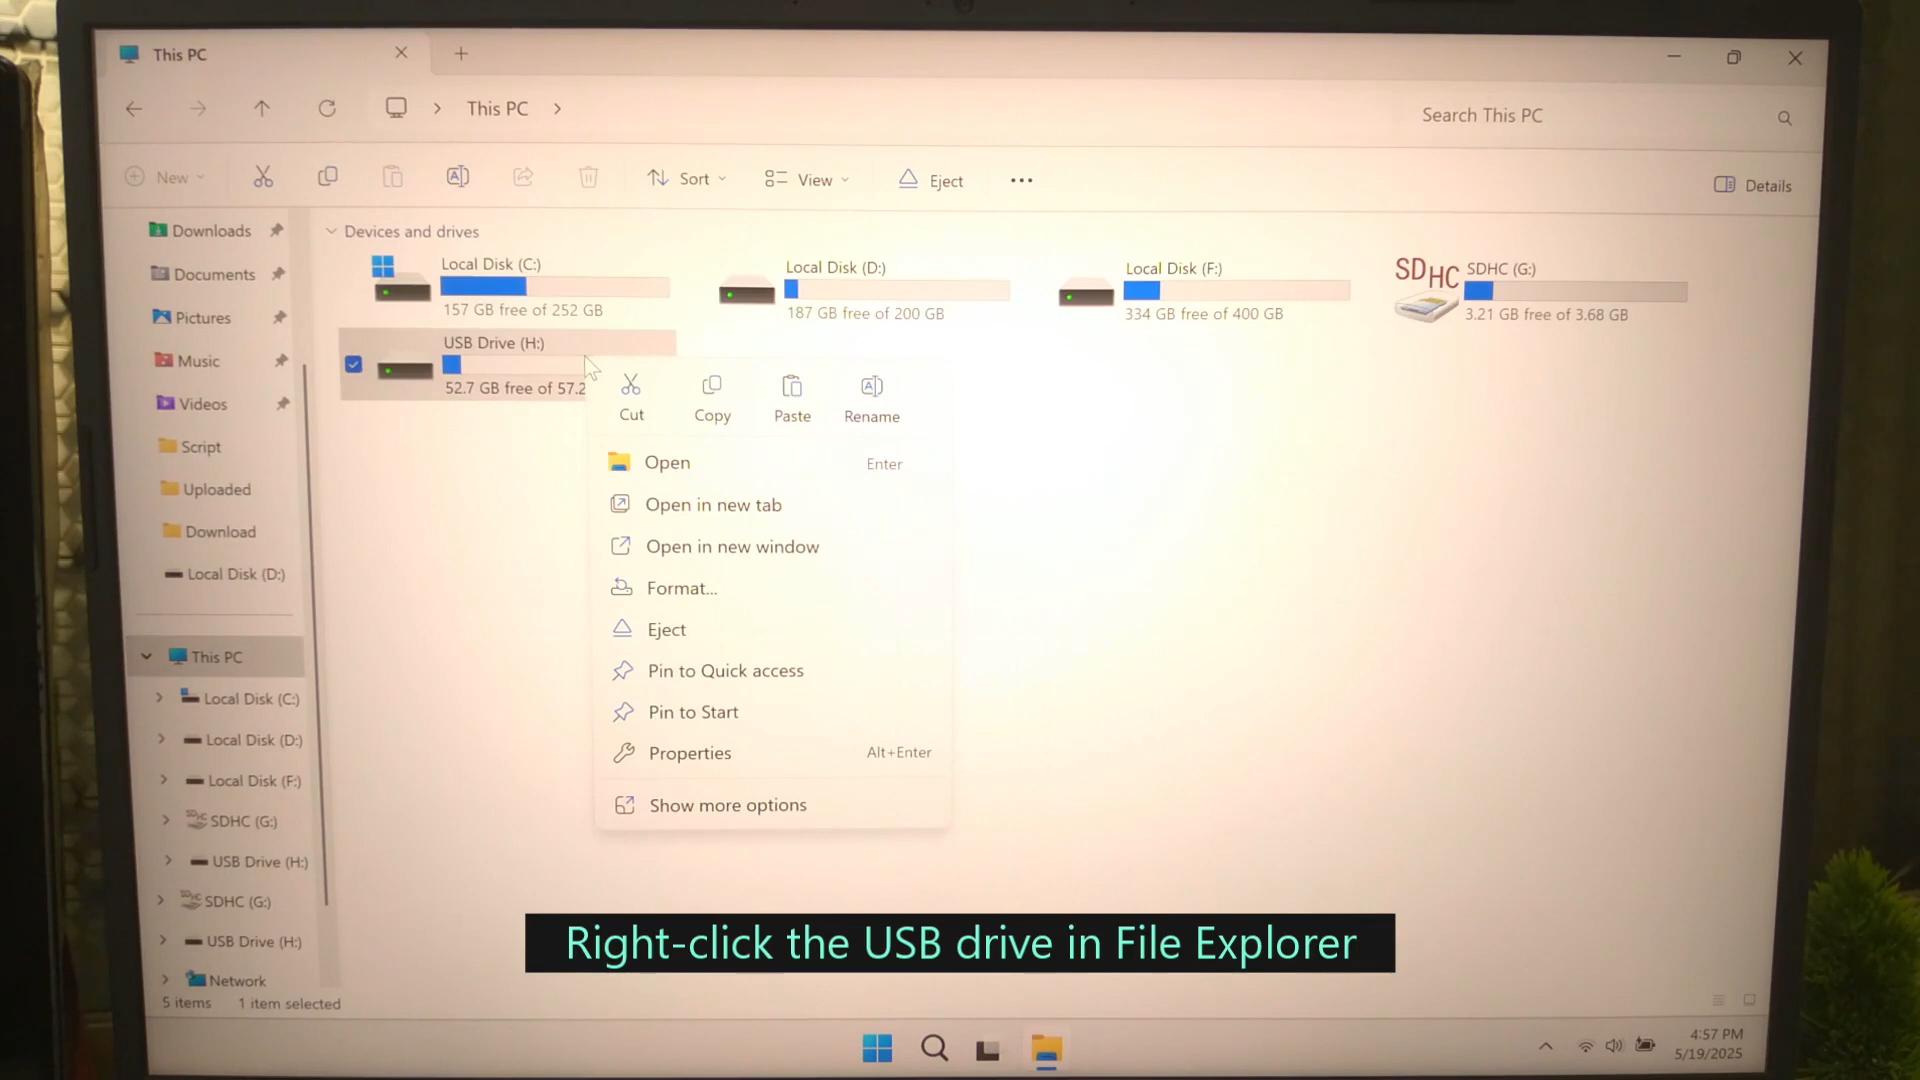 This PC
This PC
Search This PC
New
Sort
View
Eject
Details
Downloads
Documents
Pictures
Music
Videos
Script
Uploaded
Download
Local Disk (D:)
This PC
Local Disk (C:)
Local Disk (D:)
Local Disk (F:)
SDHC (G:)
USB Drive (H:)
SDHC (G:)
USB Drive (H:)
Network
5 items 1 item selected
Devices and drives
Local Disk (C:)
157 GB free of 252 GB
Local Disk (D:)
187 GB free of 200 GB
Local Disk (F:)
334 GB free of 400 GB
SDHC
SDHC (G:)
3.21 GB free of 3.68 GB
USB Drive (H:)
52.7 GB free of 57.2
Cut
Copy
Paste
Rename
Open Enter
Open in new tab
Open in new window
Format...
Eject
Pin to Quick access
Pin to Start
Properties Alt+Enter
Show more options
Right-click the USB drive in File Explorer
4:57 PM
5/19/2025